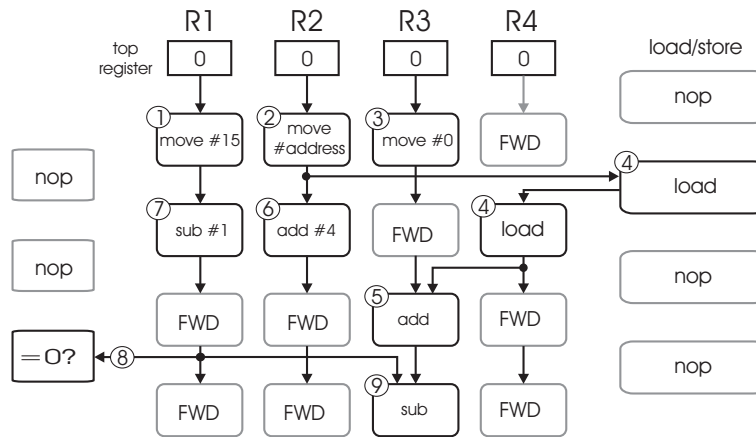 R1 R2 R3 R4
top
register
0 0 0 0
load/store
nop
① move #15
② move
#address
③ move #0
FWD
nop
④ load
⑦ sub #1
⑥ add #4
FWD
④ load
nop
nop
FWD
FWD
⑤ add
FWD
=0?
⑧
nop
FWD
FWD
⑨ sub
FWD